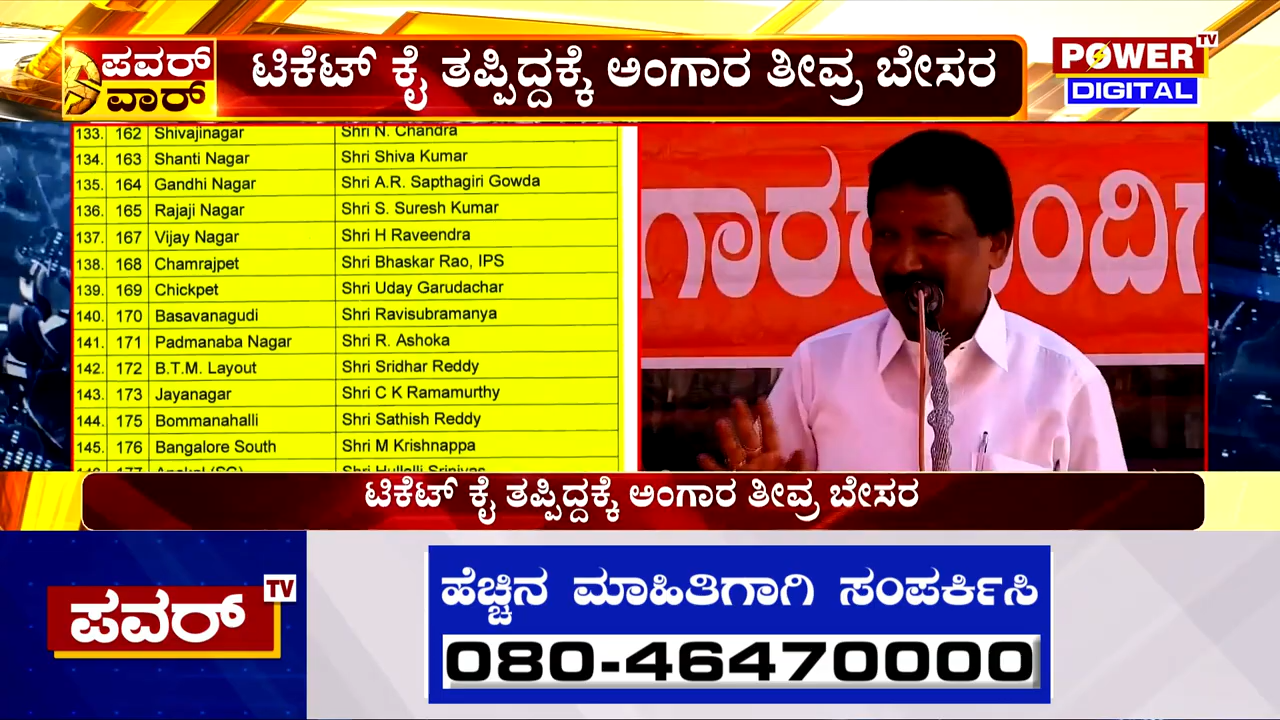 ಪವರ್ ವಾರ್
ಟಿಕೆಟ್ ಕೈ ತಪ್ಪಿದ್ದಕ್ಕೆ ಅಂಗಾರ ತೀವ್ರ ಬೇಸರ
POWER TV
DIGITAL
133. 162 Shivajinagar Shri N. Chandra
134. 163 Shanti Nagar Shri Shiva Kumar
135. 164 Gandhi Nagar Shri A.R. Sapthagiri Gowda
136. 165 Rajaji Nagar Shri S. Suresh Kumar
137. 167 Vijay Nagar Shri H Raveendra
138. 168 Chamrajpet Shri Bhaskar Rao, IPS
139. 169 Chickpet Shri Uday Garudachar
140. 170 Basavanagudi Shri Ravisubramanya
141. 171 Padmanaba Nagar Shri R. Ashoka
142. 172 B.T.M. Layout Shri Sridhar Reddy
143. 173 Jayanagar Shri C K Ramamurthy
144. 175 Bommanahalli Shri Sathish Reddy
145. 176 Bangalore South Shri M Krishnappa
ಟಿಕೆಟ್ ಕೈ ತಪ್ಪಿದ್ದಕ್ಕೆ ಅಂಗಾರ ತೀವ್ರ ಬೇಸರ
ಪವರ್ TV
ಹೆಚ್ಚಿನ ಮಾಹಿತಿಗಾಗಿ ಸಂಪರ್ಕಿಸಿ
080-46470000